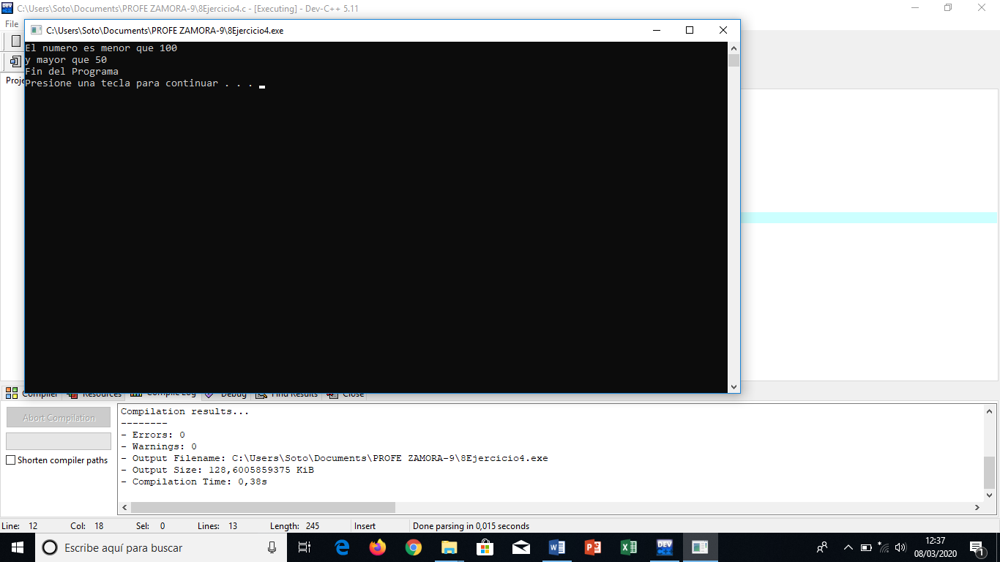 C:\Users\Soto\Documents\PROFE ZAMORA-9\8Ejercicio4.c - [Executing] - Dev-C++ 5.11
File
C:\Users\Soto\Documents\PROFE ZAMORA-9\8Ejercicio4.exe
El numero es menor que 100
y mayor que 50
Fin del Programa
Presione una tecla para continuar . . .
Proje
Compiler Resources Compile Log Debug Find Results Close
Abort Compilation
Shorten compiler paths
Compilation results...
--------
- Errors: 0
- Warnings: 0
- Output Filename: C:\Users\Soto\Documents\PROFE ZAMORA-9\8Ejercicio4.exe
- Output Size: 128,6005859375 KiB
- Compilation Time: 0,38s
Line: 12 Col: 18 Sel: 0 Lines: 13 Length: 245 Insert Done parsing in 0,015 seconds
Escribe aquí para buscar
12:37
08/03/2020